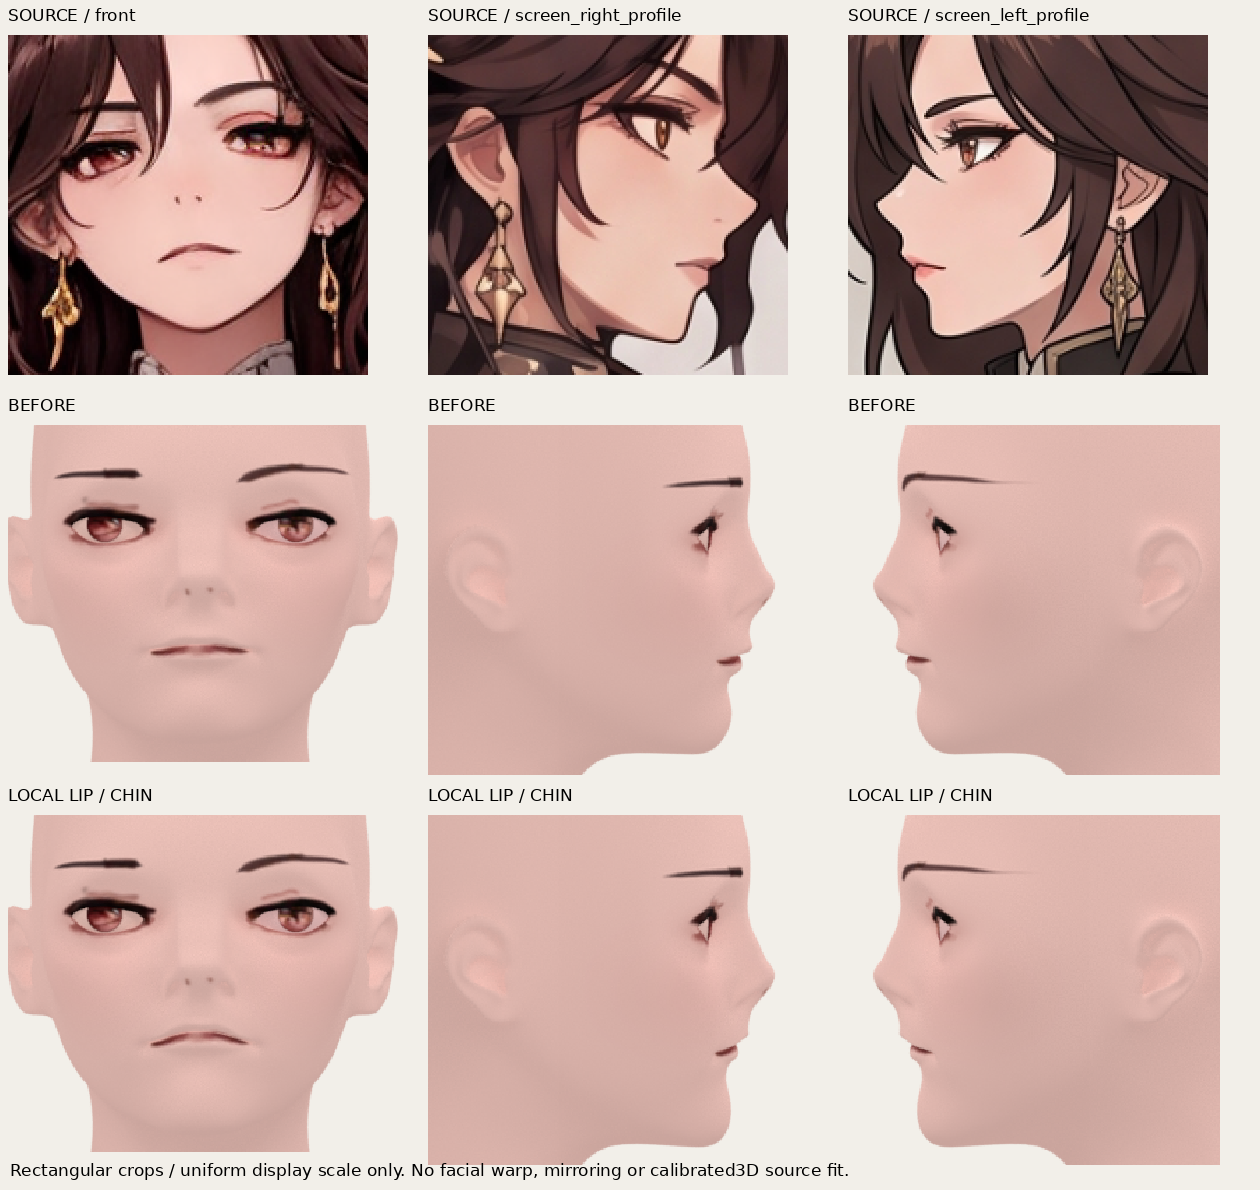 SOURCE / front
SOURCE / screen_right_profile
SOURCE / screen_left_profile
BEFORE
BEFORE
BEFORE
LOCAL LIP / CHIN
LOCAL LIP / CHIN
LOCAL LIP / CHIN
Rectangular crops / uniform display scale only. No facial warp, mirroring or calibrated3D source fit.